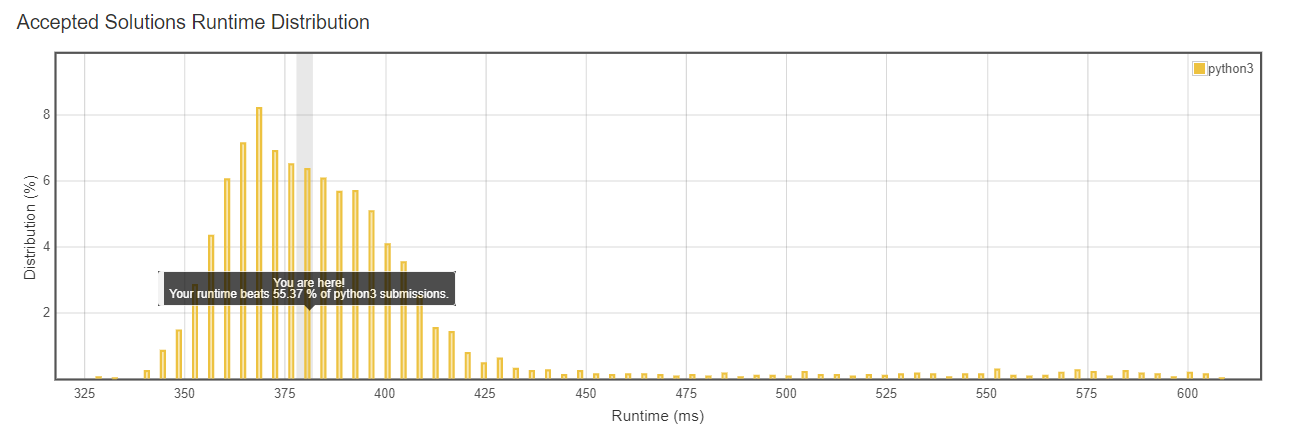 Accepted Solutions Runtime Distribution
python3
8
6
4
2
Distribution (%)
You are here!
Your runtime beats 55.37 % of python3 submissions.
325 350 375 400 425 450 475 500 525 550 575 600
Runtime (ms)